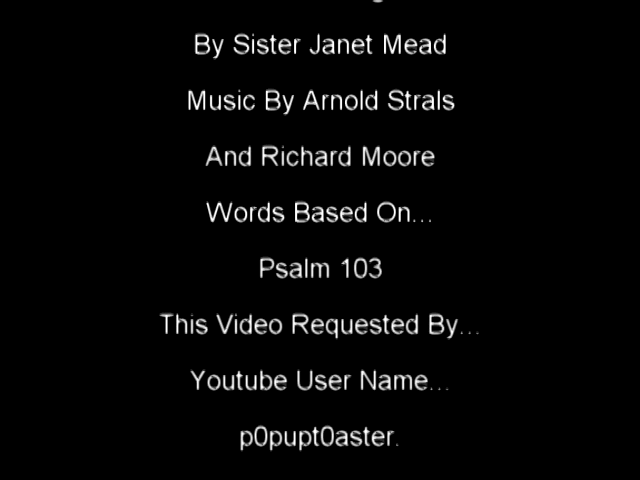 By Sister Janet Mead
Music By Arnold Strals
And Richard Moore
Words Based On...
Psalm 103
This Video Requested By...
Youtube User Name...
p0pupt0aster.